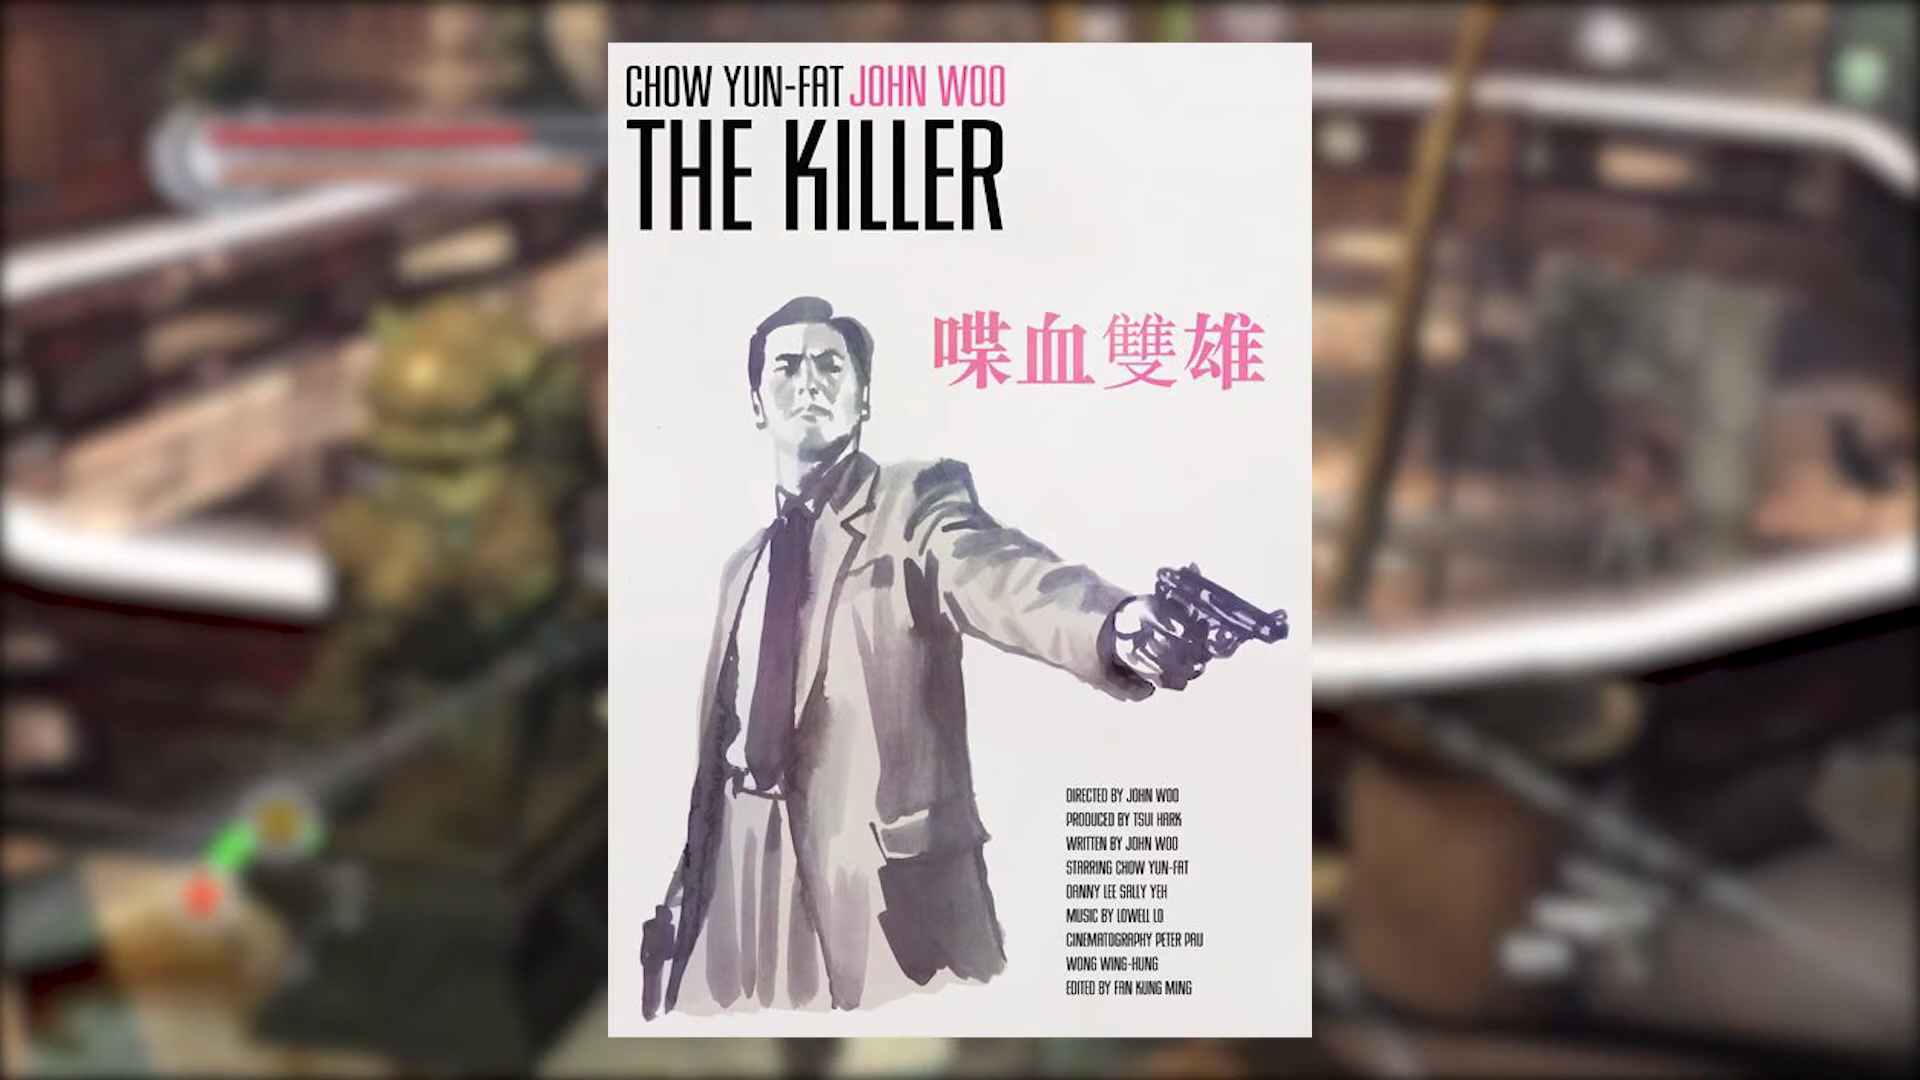 CHOW YUN-FAT JOHN WOO
THE KILLER
喋血雙雄
DIRECTED BY JOHN WOO
PRODUCED BY TSUI HARK
WRITTEN BY JOHN WOO
STARRING CHOW YUN-FAT
DANNY LEE SALLY YEH
MUSIC BY LOWELL LO
CINEMATOGRAPHY PETER PAU
WONG WING-HUNG
EDITED BY FAN KUNG MING